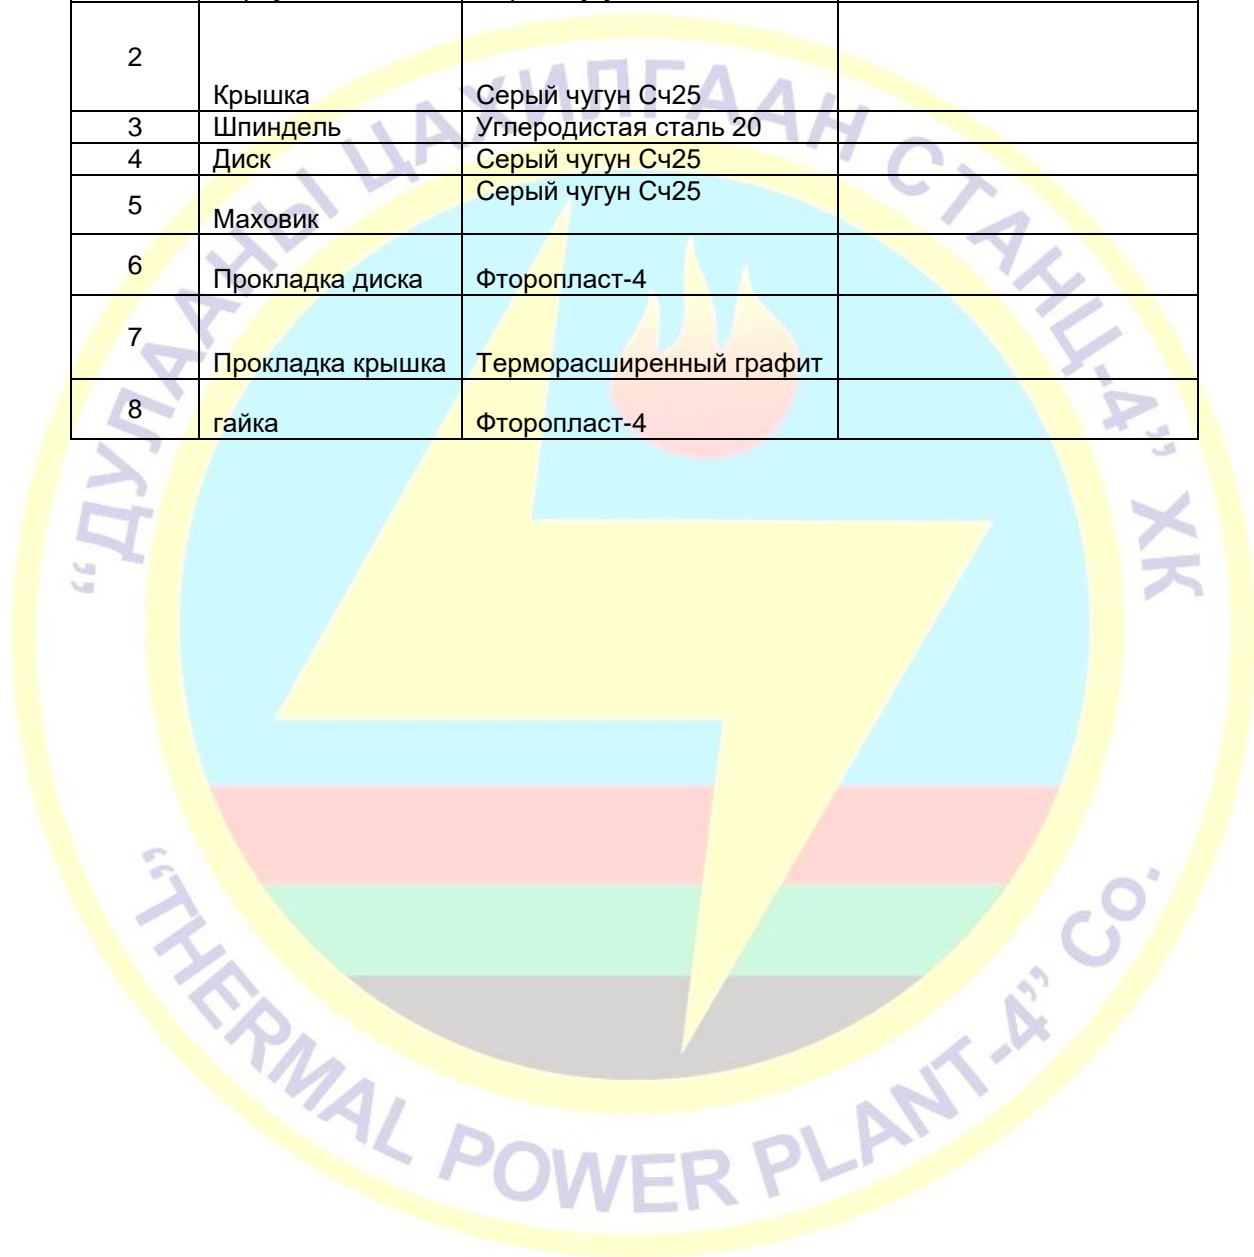 2 Крышка Серый чугун Сч25
3 Шпиндель Углеродистая сталь 20
4 Диск Серый чугун Сч25
5 Маховик Серый чугун Сч25
6 Прокладка диска Фторопласт-4
7 Прокладка крышка Терморасширенный графит
8 гайка Фторопласт-4
"ДУЛААНЫ ЦАХИЛГААН СТАНЦ-4" ХК
"THERMAL POWER PLANT-4" Co.